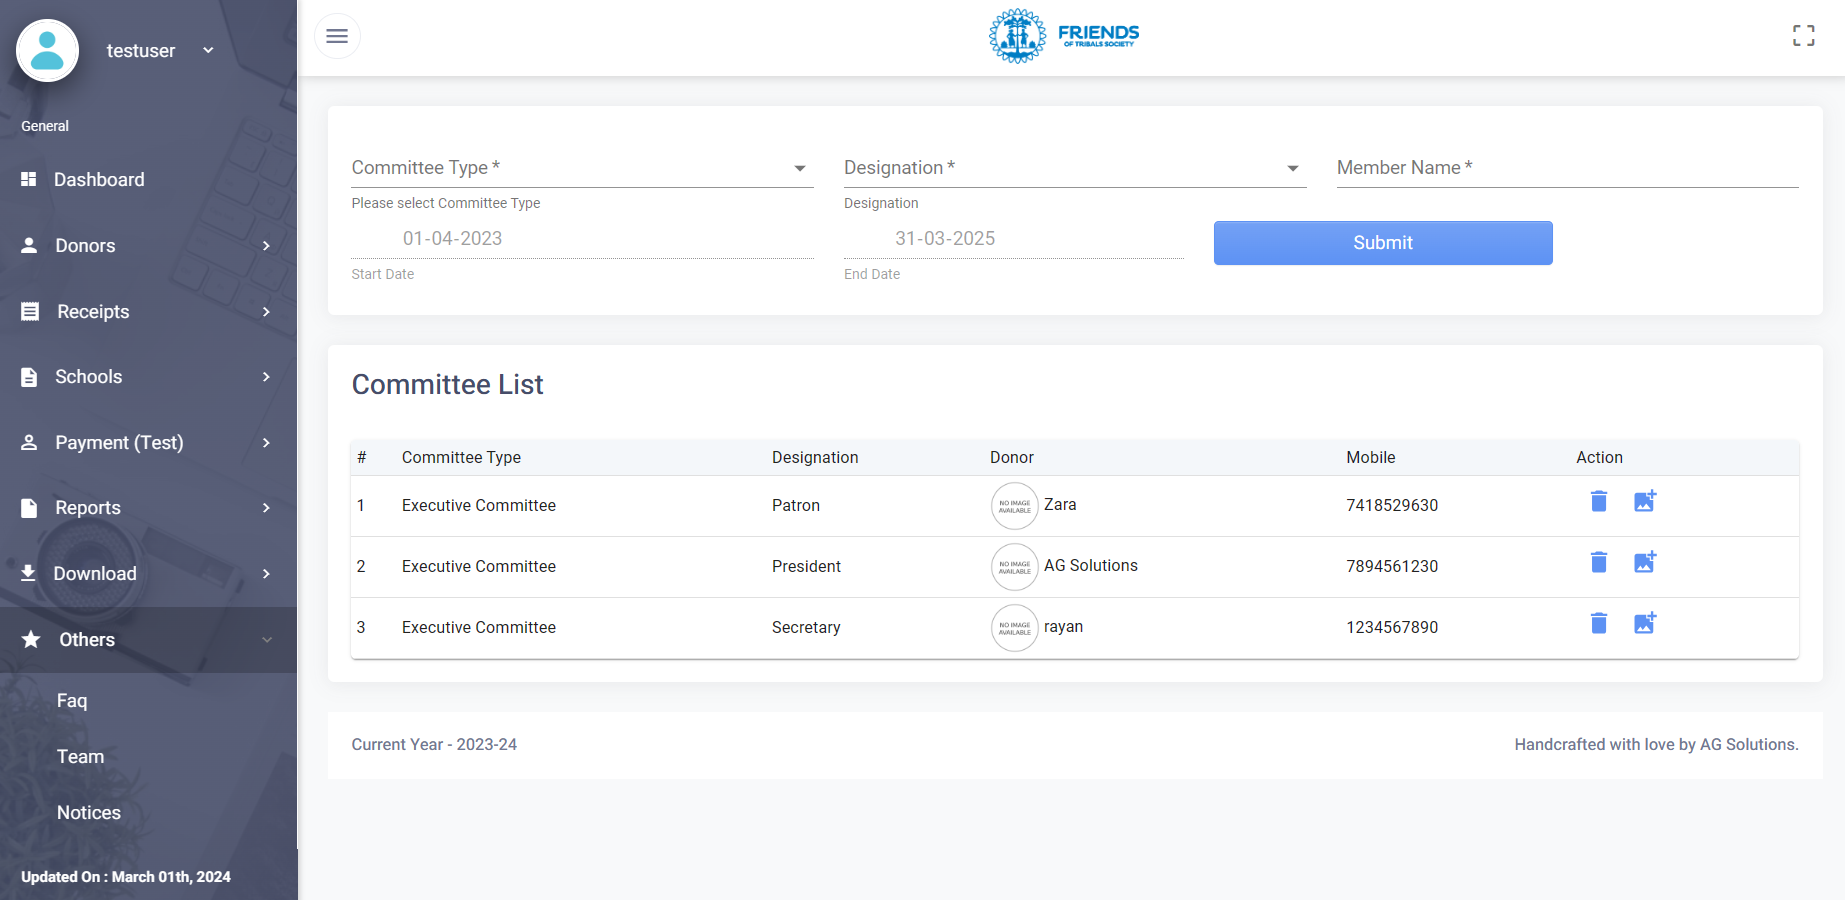 testuser
General
Dashboard
Donors
Receipts
Schools
Payment (Test)
Reports
Download
Others
Faq
Team
Notices
Updated On : March 01th, 2024
FRIENDS
OF TRIBALS SOCIETY
Committee Type *
Please select Committee Type
Designation *
Designation
Member Name *
01-04-2023
Start Date
31-03-2025
End Date
Submit
Committee List
# Committee Type Designation Donor Mobile Action
1 Executive Committee Patron NO IMAGE AVAILABLE Zara 7418529630
2 Executive Committee President NO IMAGE AVAILABLE AG Solutions 7894561230
3 Executive Committee Secretary NO IMAGE AVAILABLE rayan 1234567890
Current Year - 2023-24
Handcrafted with love by AG Solutions.